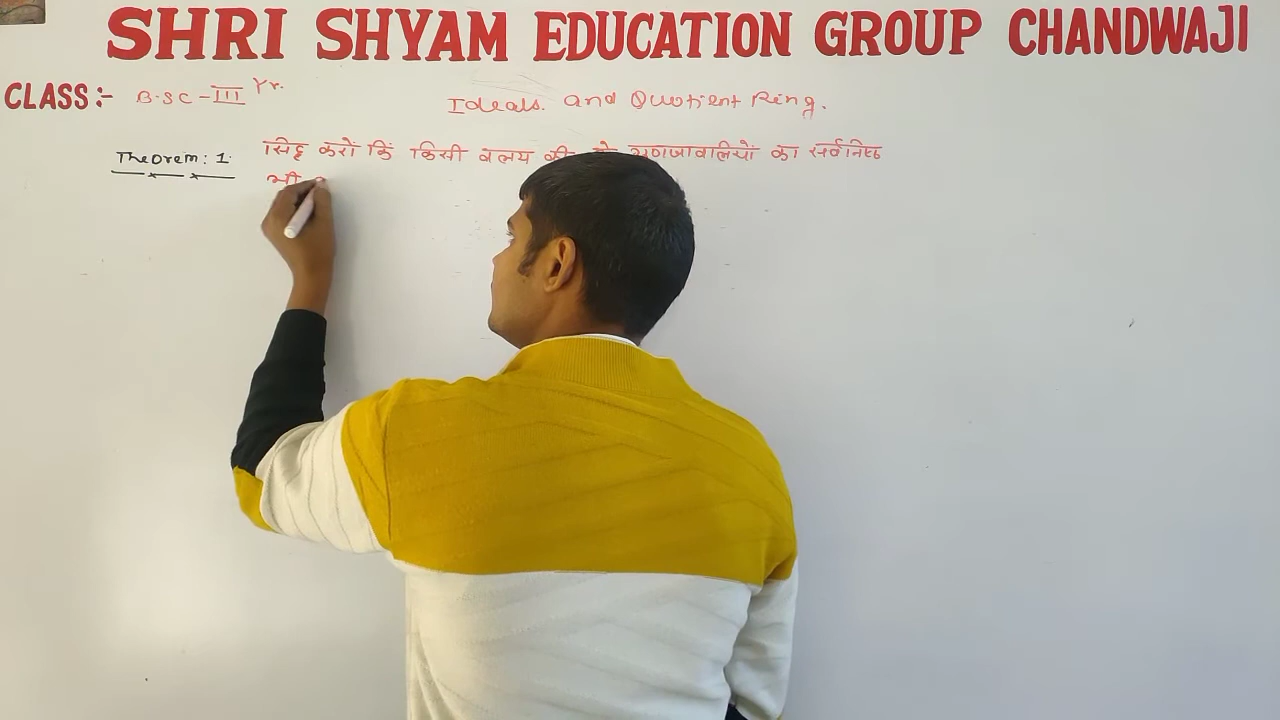 SHRI SHYAM EDUCATION GROUP CHANDWAJI
CLASS:- B.SC-III Yr.
Ideals and Quotient Ring.
Theorem: 1. सिद्ध करों कि किसी वलय की गुणजावलियों का सर्वनिष्ठ
भी